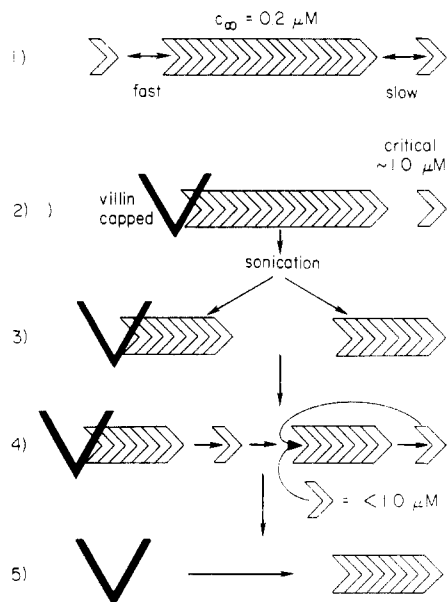 c∞ = 0.2 μM
1)
fast
slow
critical
~1.0 μM
2) )
villin
capped
sonication
3)
4)
= <1.0 μM
5)